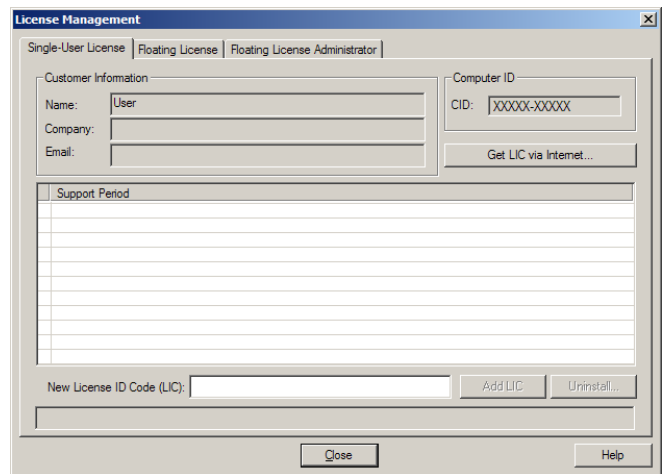 License Management
Single-User License Floating License Floating License Administrator
Customer Information
Name: User
Company:
Email:
Computer ID
CID: XXXXX-XXXXX
Get LIC via Internet...
Support Period
New License ID Code (LIC): Add LIC Uninstall...
Close Help